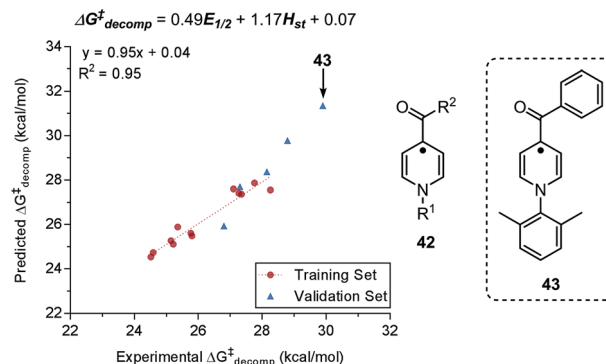 ΔG‡decomp = 0.49E1/2 + 1.17Hst + 0.07
y = 0.95x + 0.04
R2 = 0.95
34
32
30
28
26
24
22
Predicted ΔG‡decomp (kcal/mol)
43
Training Set
Validation Set
22 24 26 28 30 32
Experimental ΔG‡decomp (kcal/mol)
O R2
N
R1
42
O
N
43